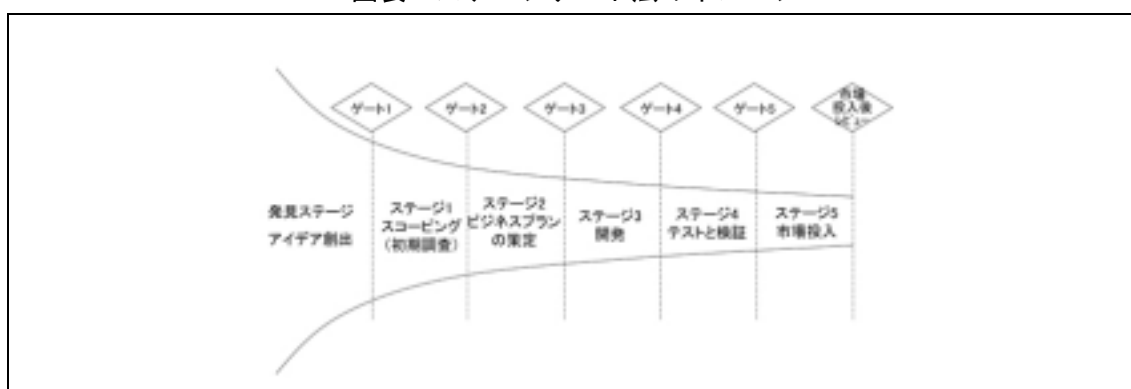 ゲート1
ゲート2
ゲート3
ゲート4
ゲート5
市場
投入後
レビュー
発見ステージ
アイデア創出
ステージ1
スコーピング
(初期調査)
ステージ2
ビジネスプラン
の策定
ステージ3
開発
ステージ4
テストと検証
ステージ5
市場投入